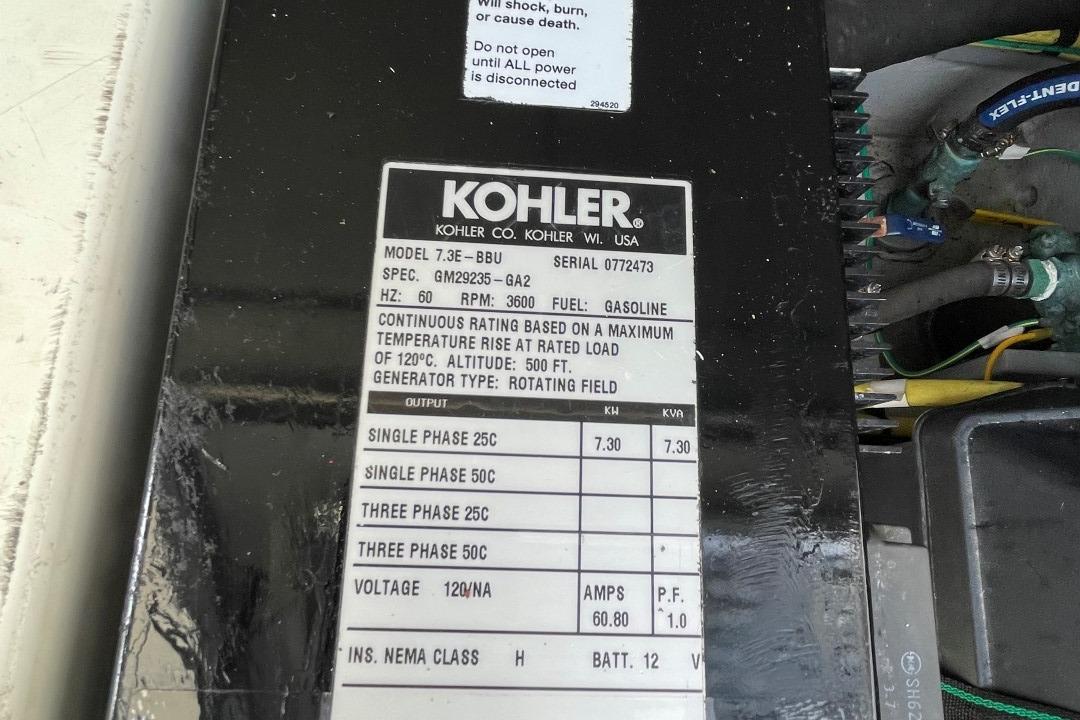 Will shock, burn,
or cause death.
Do not open
until ALL power
is disconnected
294520
KOHLER®
KOHLER CO. KOHLER WI. USA
MODEL 7.3E-BBU SERIAL 0772473
SPEC. GM29235-GA2
HZ: 60 RPM: 3600 FUEL: GASOLINE
CONTINUOUS RATING BASED ON A MAXIMUM
TEMPERATURE RISE AT RATED LOAD
OF 120°C. ALTITUDE: 500 FT.
GENERATOR TYPE: ROTATING FIELD
OUTPUT KW KVA
SINGLE PHASE 25C 7.30 7.30
SINGLE PHASE 50C
THREE PHASE 25C
THREE PHASE 50C
VOLTAGE 120/NA AMPS P.F.
60.80 1.0
INS. NEMA CLASS H BATT. 12 V
DENT-FLEX
SH62
3.7